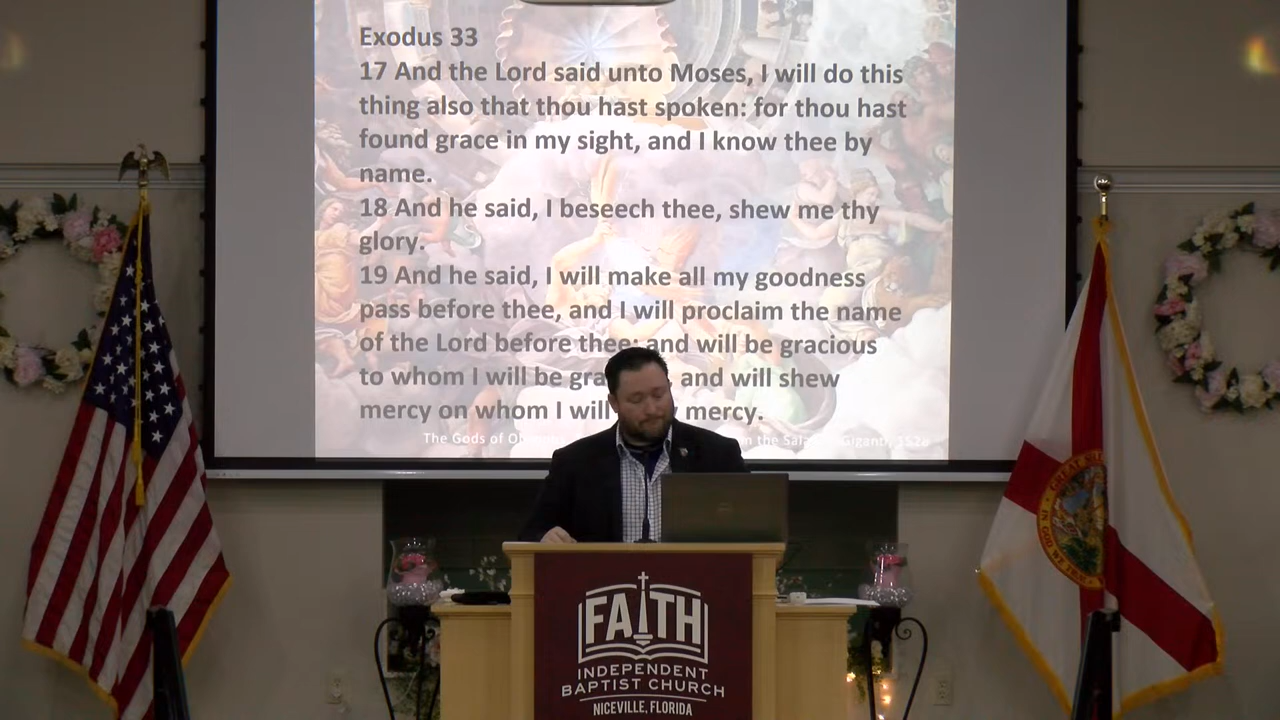 Exodus 33
17 And the Lord said unto Moses, I will do this
thing also that thou hast spoken: for thou hast
found grace in my sight, and I know thee by
name.
18 And he said, I beseech thee, shew me thy
glory.
19 And he said, I will make all my goodness
pass before thee, and I will proclaim the name
of the Lord before thee; and will be gracious
to whom I will be gra , and will shew
mercy on whom I will mercy.
The Gods of the Sala Giganti, 1528
FAITH
INDEPENDENT
BAPTIST CHURCH
NICEVILLE, FLORIDA